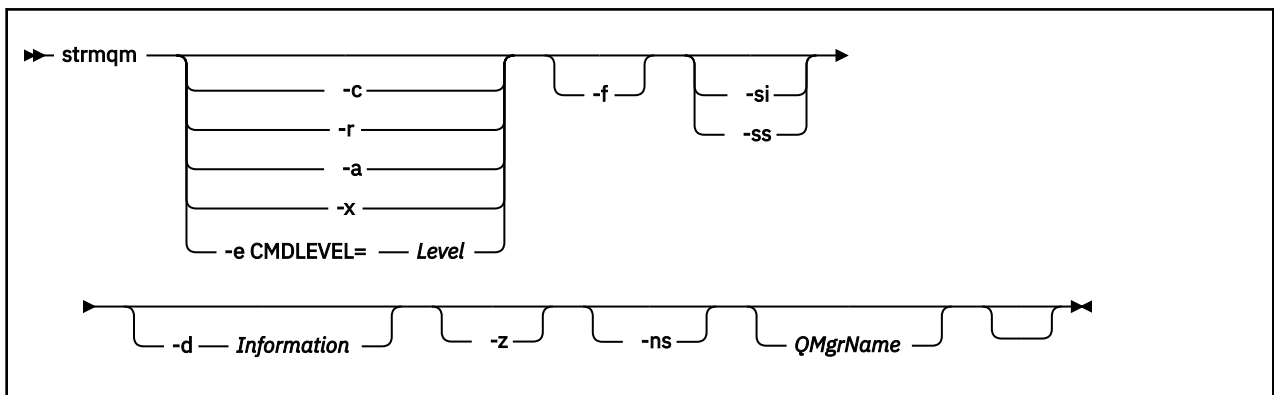 strmqm
-c
-r
-a
-x
-e CMDLEVEL= Level
-f
-si
-ss
-d Information
-z
-ns
QMgrName